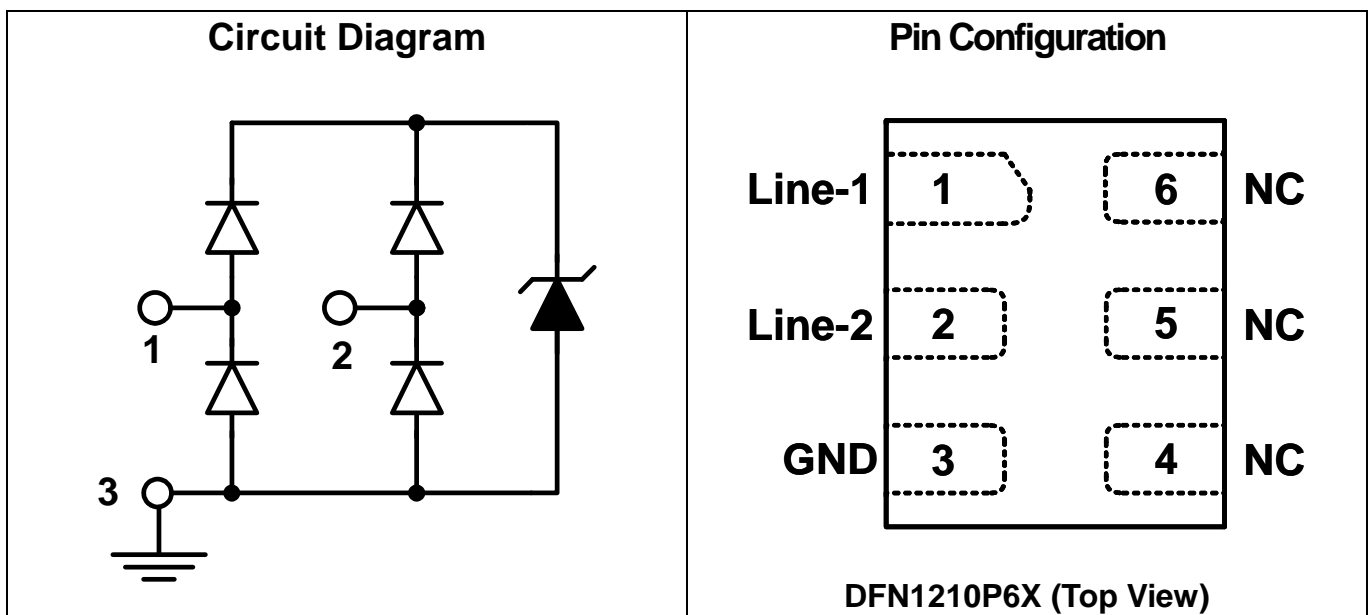 Circuit Diagram
1
2
3
Pin Configuration
Line-1 1 6 NC
Line-2 2 5 NC
GND 3 4 NC
DFN1210P6X (Top View)